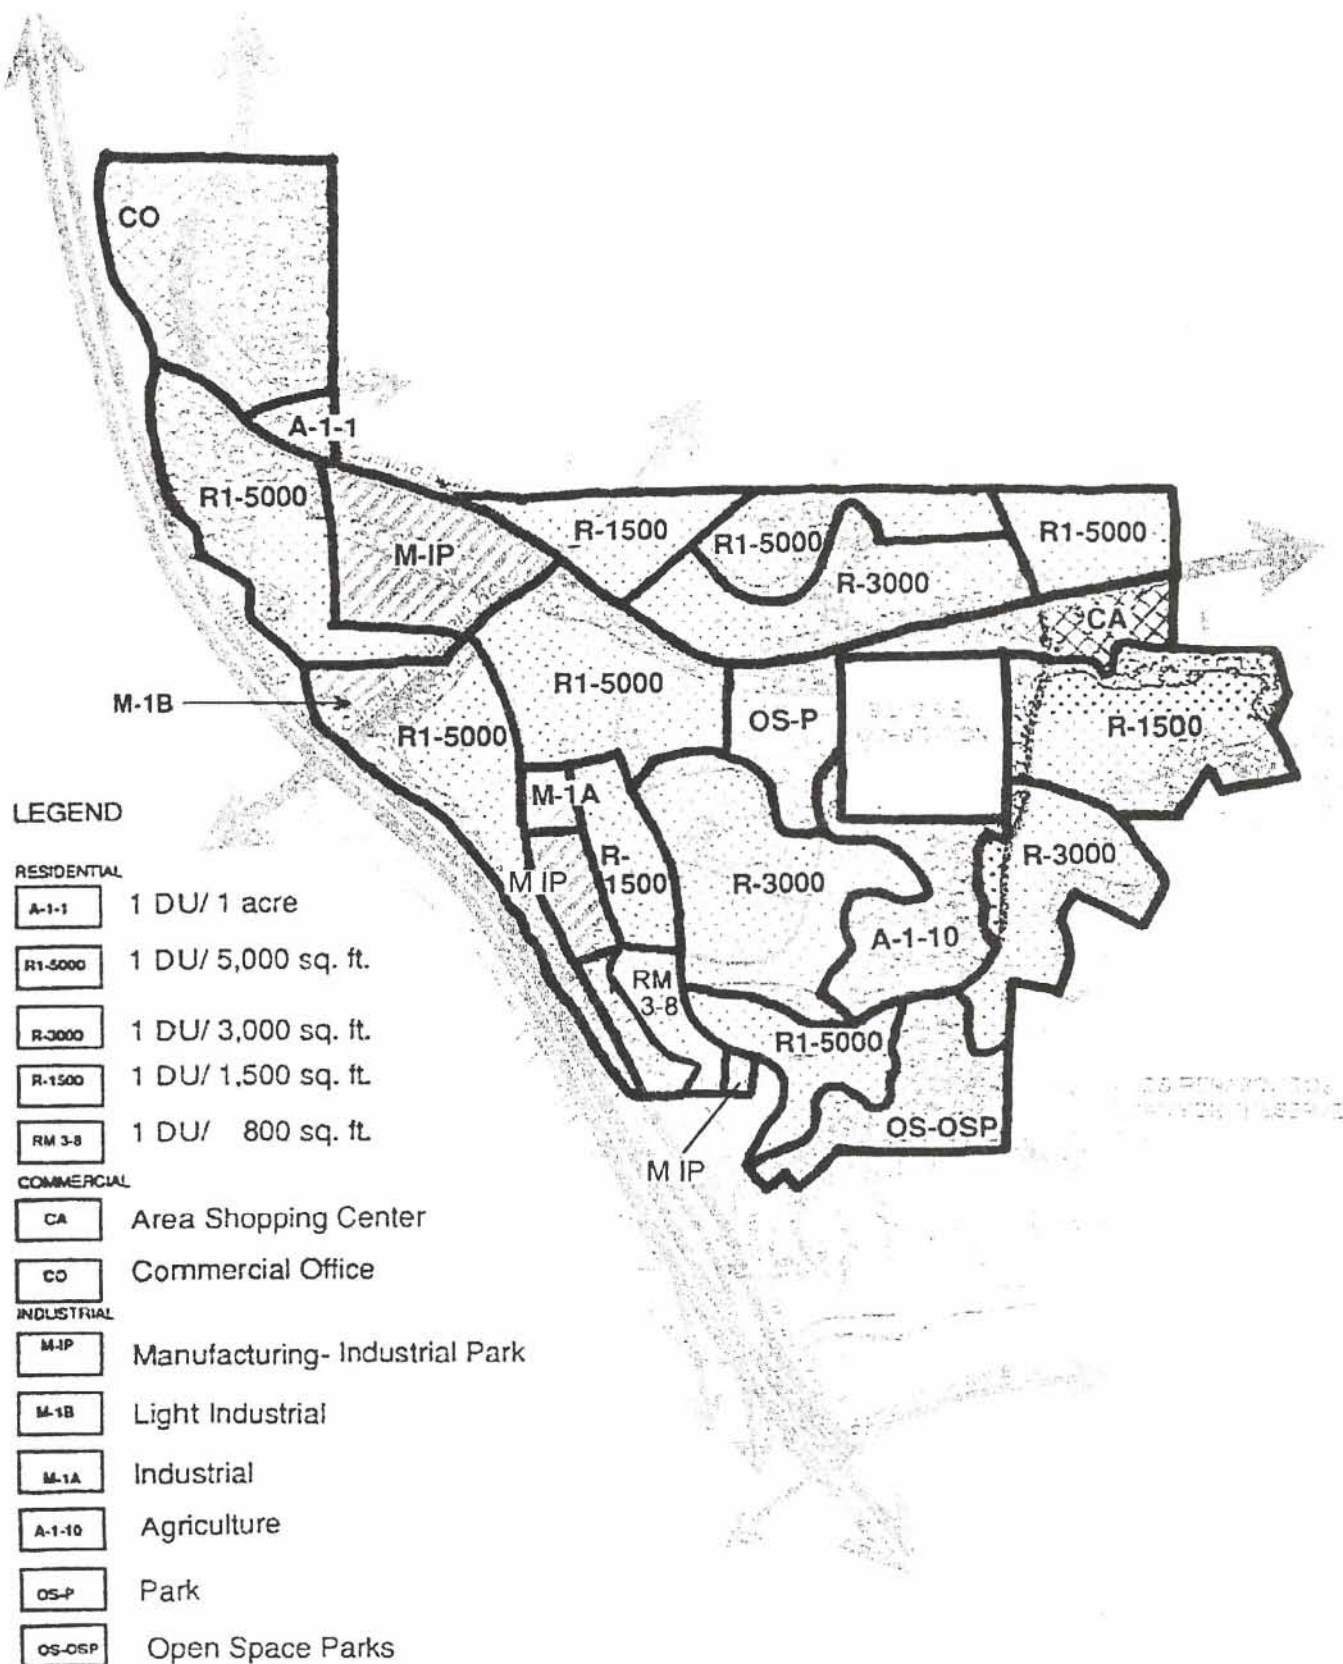 CO
A-1-1
R1-5000
M-IP
R-1500
R1-5000
R1-5000
R-3000
CA
R1-5000
OS-P
R-1500
M-1B
R1-5000
M-1A
M IP
R-
1500
R-3000
R-3000
A-1-10
RM
3-8
R1-5000
OS-OSP
M IP
LEGEND
RESIDENTIAL
A-1-1 1 DU/ 1 acre
R1-5000 1 DU/ 5,000 sq. ft.
R-3000 1 DU/ 3,000 sq. ft.
R-1500 1 DU/ 1,500 sq. ft.
RM 3-8 1 DU/ 800 sq. ft.
COMMERCIAL
CA Area Shopping Center
CO Commercial Office
INDUSTRIAL
M-IP Manufacturing- Industrial Park
M-1B Light Industrial
M-1A Industrial
A-1-10 Agriculture
OS-P Park
OS-OSP Open Space Parks